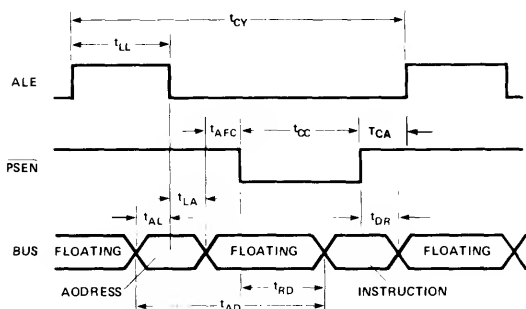 tCY
tLL
ALE
tAFC
tCC
TCA
PSEN
tLA
tAL
tDR
BUS
FLOATING
FLOATING
FLOATING
AODRESS
tRD
INSTRUCTION
tAD